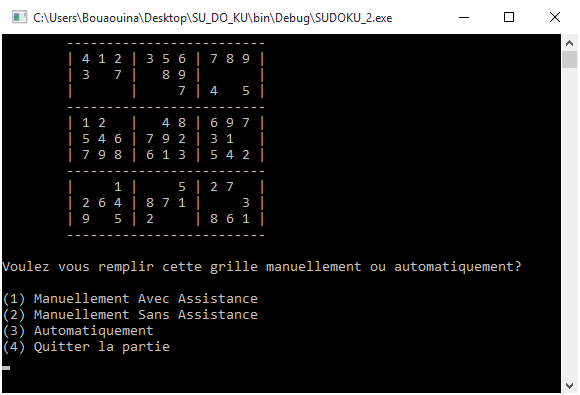 C:\Users\Bouaouina\Desktop\SU_DO_KU\bin\Debug\SUDOKU_2.exe
-------------------------
| 4 1 2 | 3 5 6 | 7 8 9 |
| 3   7 |   8 9 |       |
|       |     7 | 4   5 |
-------------------------
| 1 2   |   4 8 | 6 9 7 |
| 5 4 6 | 7 9 2 | 3 1   |
| 7 9 8 | 6 1 3 | 5 4 2 |
-------------------------
|     1 |     5 | 2 7   |
| 2 6 4 | 8 7 1 |     3 |
| 9   5 | 2     | 8 6 1 |
-------------------------
Voulez vous remplir cette grille manuellement ou automatiquement?
(1) Manuellement Avec Assistance
(2) Manuellement Sans Assistance
(3) Automatiquement
(4) Quitter la partie